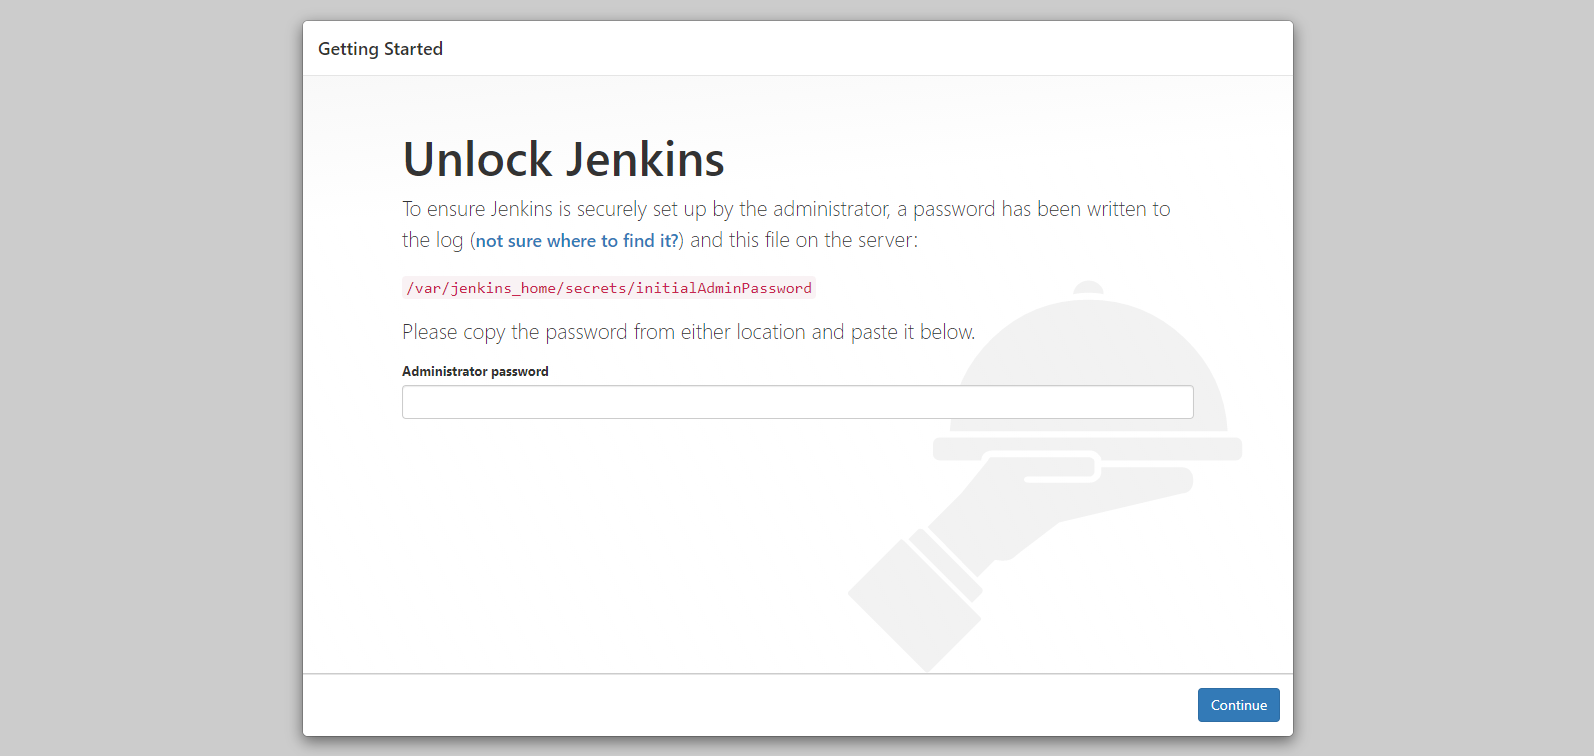 Getting Started
Unlock Jenkins
To ensure Jenkins is securely set up by the administrator, a password has been written to
the log (not sure where to find it?) and this file on the server:
/var/jenkins_home/secrets/initialAdminPassword
Please copy the password from either location and paste it below.
Administrator password
Continue